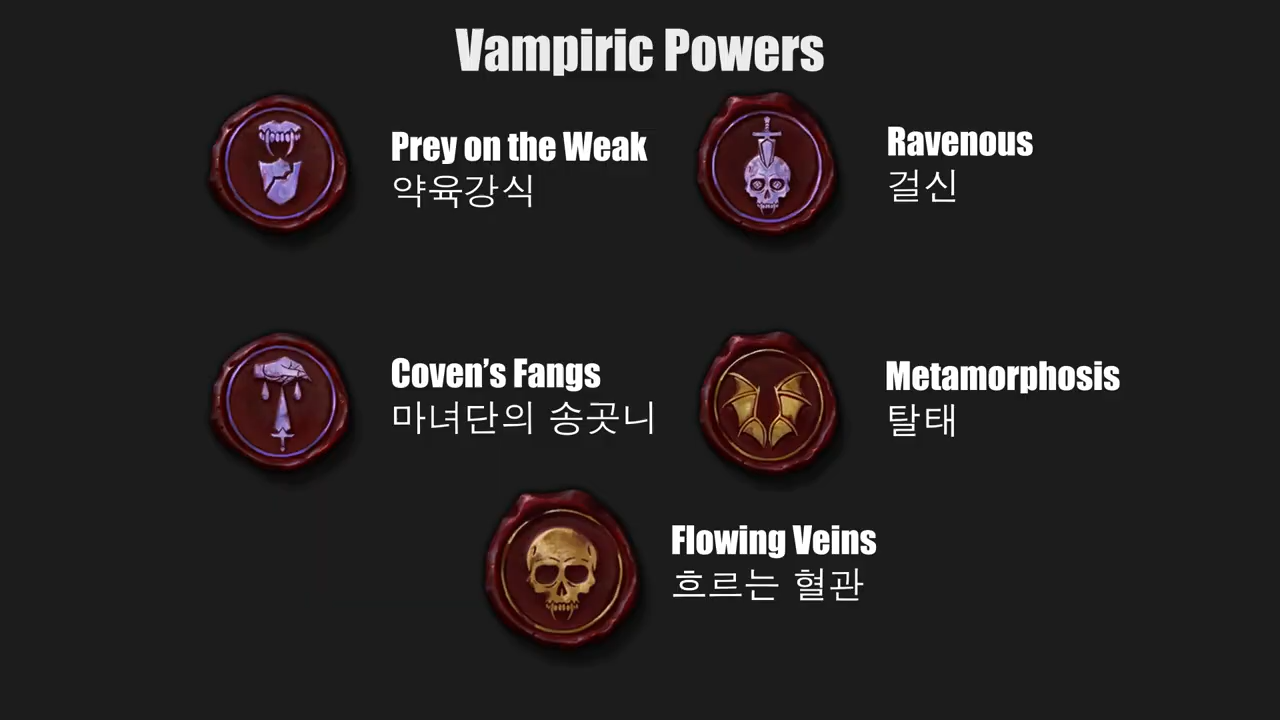 Vampiric Powers
Prey on the Weak
약육강식
Ravenous
걸신
Coven's Fangs
마녀단의 송곳니
Metamorphosis
탈태
Flowing Veins
흐르는 혈관